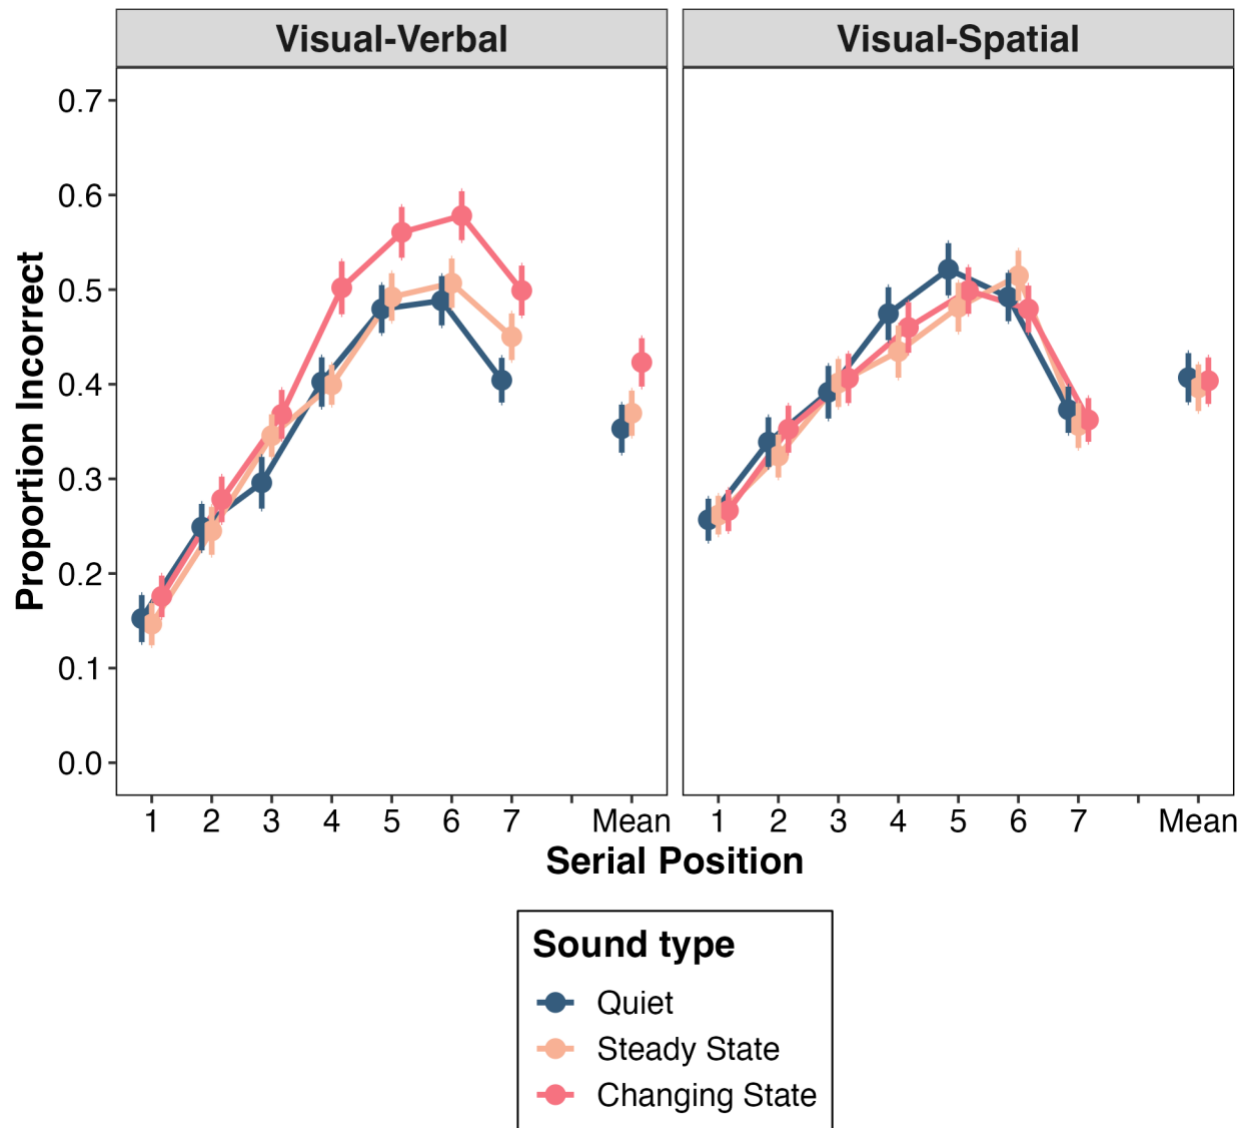 Visual-Verbal
Visual-Spatial
Proportion Incorrect
0.7
0.6
0.5
0.4
0.3
0.2
0.1
0.0
1 2 3 4 5 6 7 Mean
1 2 3 4 5 6 7 Mean
Serial Position
Sound type
Quiet
Steady State
Changing State